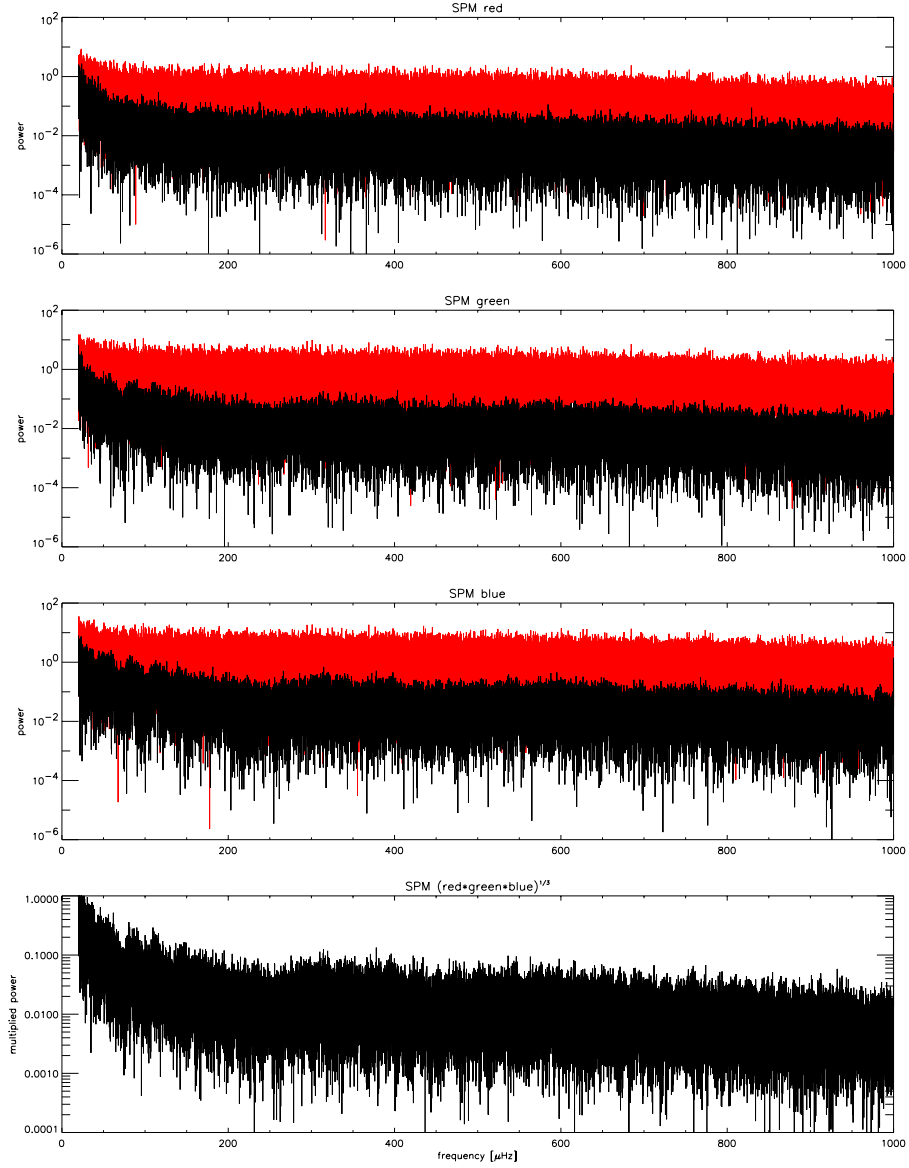 SPM red
10^2
10^0
10^-2
10^-4
10^-6
power
0 200 400 600 800 1000
SPM green
10^2
10^0
10^-2
10^-4
10^-6
power
0 200 400 600 800 1000
SPM blue
10^2
10^0
10^-2
10^-4
10^-6
power
0 200 400 600 800 1000
SPM (red*green*blue)^1/3
1.0000
0.1000
0.0100
0.0010
0.0001
multiplied power
0 200 400 600 800 1000
frequency [μHz]